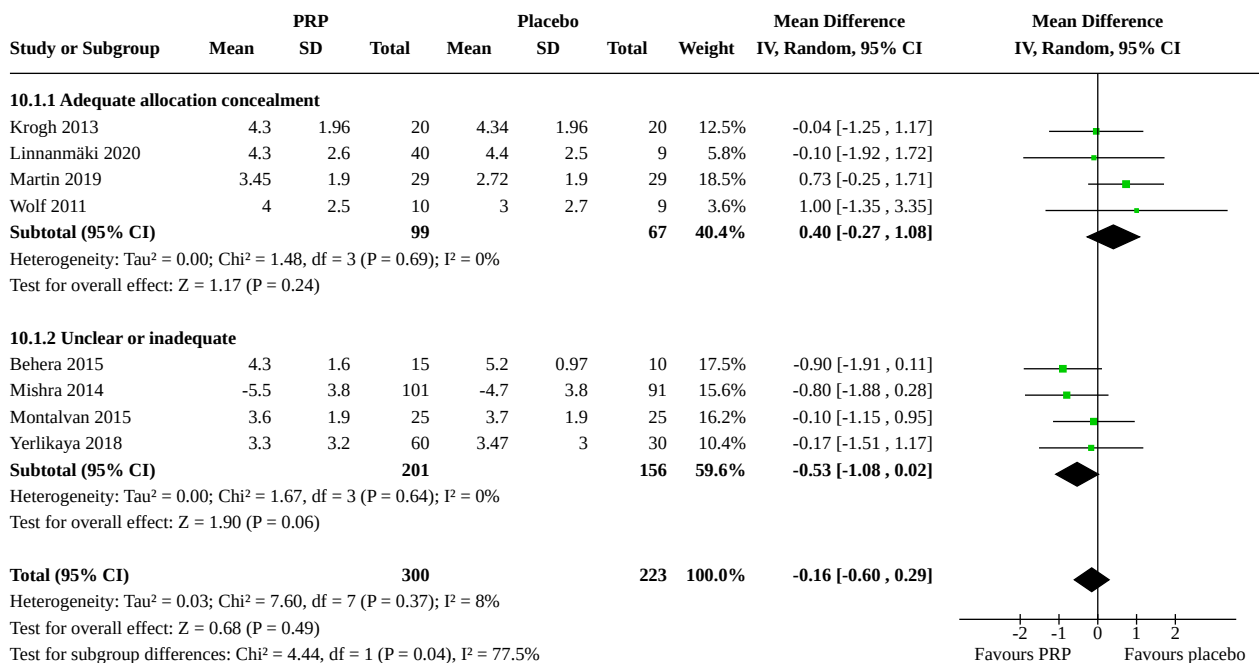 PRP Placebo Mean Difference Mean Difference
Study or Subgroup Mean SD Total Mean SD Total Weight IV, Random, 95% CI IV, Random, 95% CI
10.1.1 Adequate allocation concealment
Krogh 2013 4.3 1.96 20 4.34 1.96 20 12.5% -0.04 [-1.25 , 1.17]
Linnanmäki 2020 4.3 2.6 40 4.4 2.5 9 5.8% -0.10 [-1.92 , 1.72]
Martin 2019 3.45 1.9 29 2.72 1.9 29 18.5% 0.73 [-0.25 , 1.71]
Wolf 2011 4 2.5 10 3 2.7 9 3.6% 1.00 [-1.35 , 3.35]
Subtotal (95% CI) 99 67 40.4% 0.40 [-0.27 , 1.08]
Heterogeneity: Tau² = 0.00; Chi² = 1.48, df = 3 (P = 0.69); I² = 0%
Test for overall effect: Z = 1.17 (P = 0.24)
10.1.2 Unclear or inadequate
Behera 2015 4.3 1.6 15 5.2 0.97 10 17.5% -0.90 [-1.91 , 0.11]
Mishra 2014 -5.5 3.8 101 -4.7 3.8 91 15.6% -0.80 [-1.88 , 0.28]
Montalvan 2015 3.6 1.9 25 3.7 1.9 25 16.2% -0.10 [-1.15 , 0.95]
Yerlikaya 2018 3.3 3.2 60 3.47 3 30 10.4% -0.17 [-1.51 , 1.17]
Subtotal (95% CI) 201 156 59.6% -0.53 [-1.08 , 0.02]
Heterogeneity: Tau² = 0.00; Chi² = 1.67, df = 3 (P = 0.64); I² = 0%
Test for overall effect: Z = 1.90 (P = 0.06)
Total (95% CI) 300 223 100.0% -0.16 [-0.60 , 0.29]
Heterogeneity: Tau² = 0.03; Chi² = 7.60, df = 7 (P = 0.37); I² = 8%
Test for overall effect: Z = 0.68 (P = 0.49)
Test for subgroup differences: Chi² = 4.44, df = 1 (P = 0.04), I² = 77.5%
-2 -1 0 1 2
Favours PRP Favours placebo